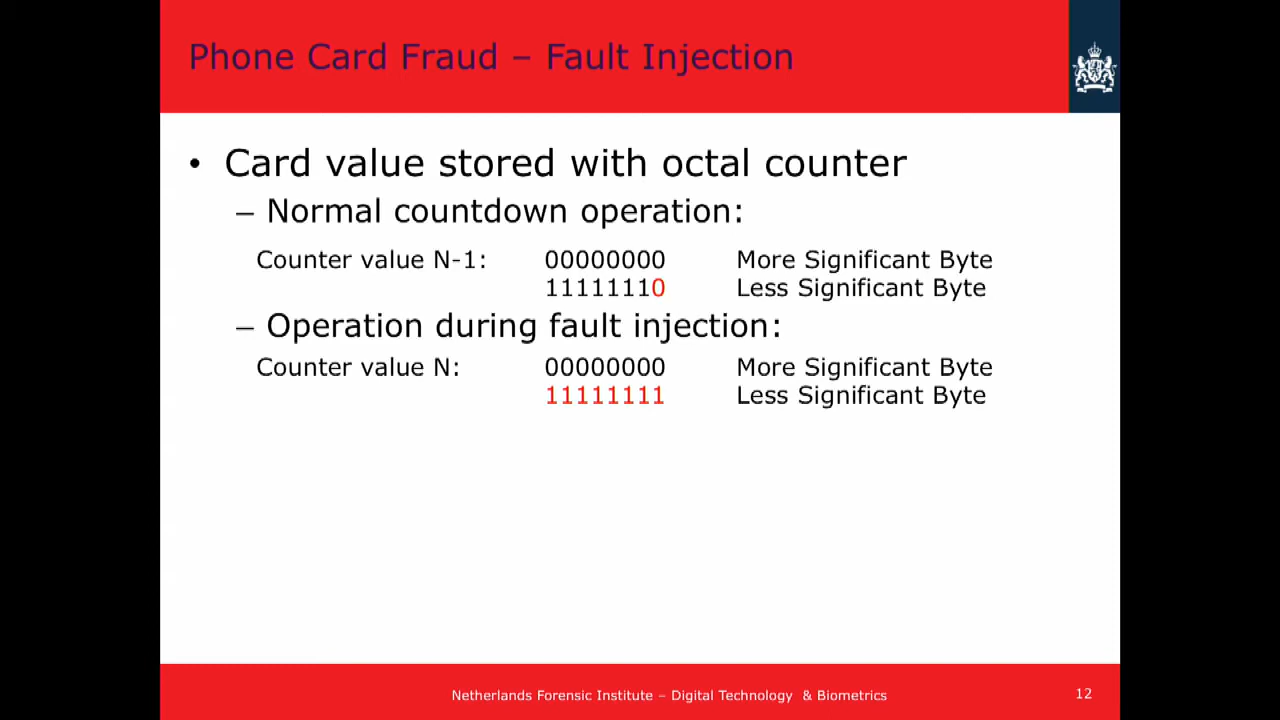 Phone Card Fraud – Fault Injection
• Card value stored with octal counter
– Normal countdown operation:
Counter value N-1: 00000000 More Significant Byte
11111110 Less Significant Byte
– Operation during fault injection:
Counter value N: 00000000 More Significant Byte
11111111 Less Significant Byte
Netherlands Forensic Institute – Digital Technology & Biometrics
12